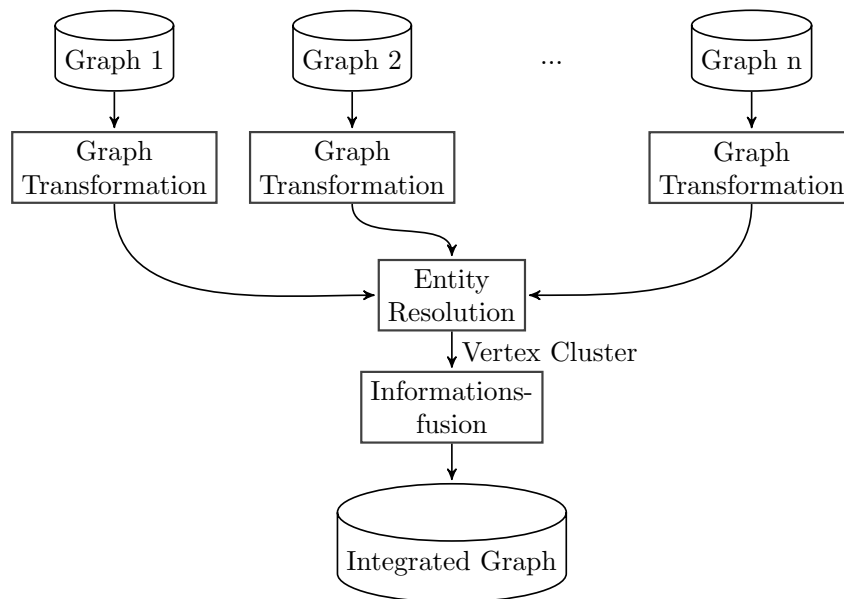 Graph 1
Graph 2
...
Graph n
Graph
Transformation
Graph
Transformation
Graph
Transformation
Entity
Resolution
Vertex Cluster
Informations-
fusion
Integrated Graph